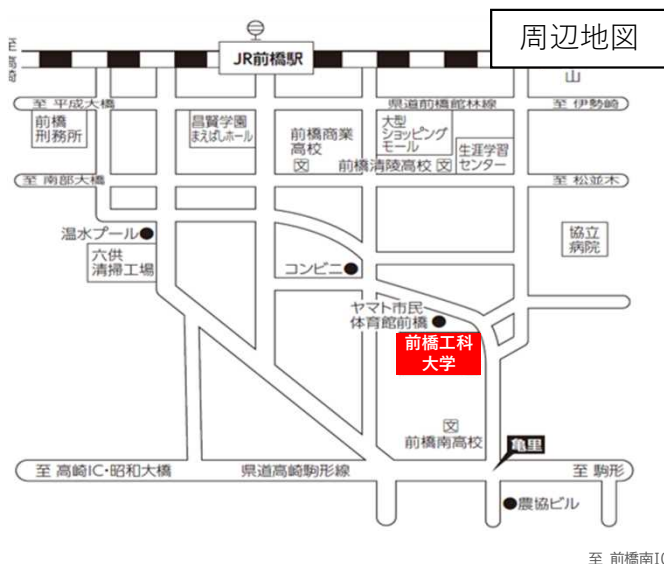 周辺地図
至 高崎
JR前橋駅
山
至 平成大橋
県道前橋館林線
至 伊勢崎
前橋
刑務所
昌賢学園
まえばしホール
前橋商業
高校
文
大型
ショッピング
モール
前橋清陵高校 文
生涯学習
センター
至 南部大橋
至 松並木
温水プール●
六供
清掃工場
協立
病院
コンビニ●
ヤマト市民
体育館前橋●
前橋工科
大学
文
前橋南高校
亀里
至 高崎IC・昭和大橋
県道高崎駒形線
至 駒形
●農協ビル
至 前橋南IC